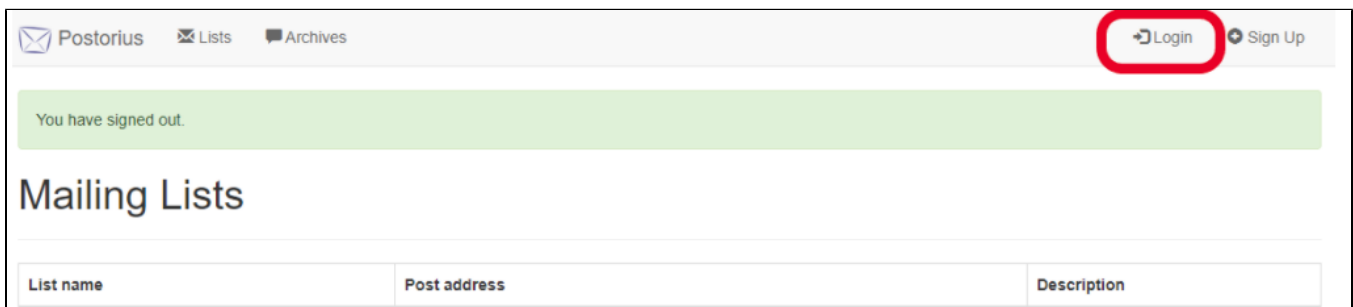 Postorius Lists Archives Login Sign Up
You have signed out.
Mailing Lists
List name Post address Description